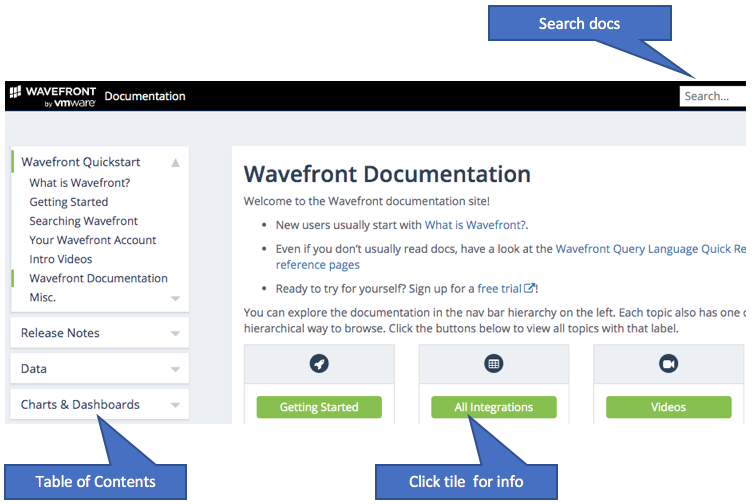 Search docs
WAVEFRONT
by vmware
Documentation
Search...
Wavefront Quickstart
What is Wavefront?
Getting Started
Searching Wavefront
Your Wavefront Account
Intro Videos
Wavefront Documentation
Misc.
Release Notes
Data
Charts & Dashboards
Wavefront Documentation
Welcome to the Wavefront documentation site!
• New users usually start with What is Wavefront?.
• Even if you don't usually read docs, have a look at the Wavefront Query Language Quick Re
reference pages
• Ready to try for yourself? Sign up for a free trial!
You can explore the documentation in the nav bar hierarchy on the left. Each topic also has one
hierarchical way to browse. Click the buttons below to view all topics with that label.
Getting Started
All Integrations
Videos
Table of Contents
Click tile for info